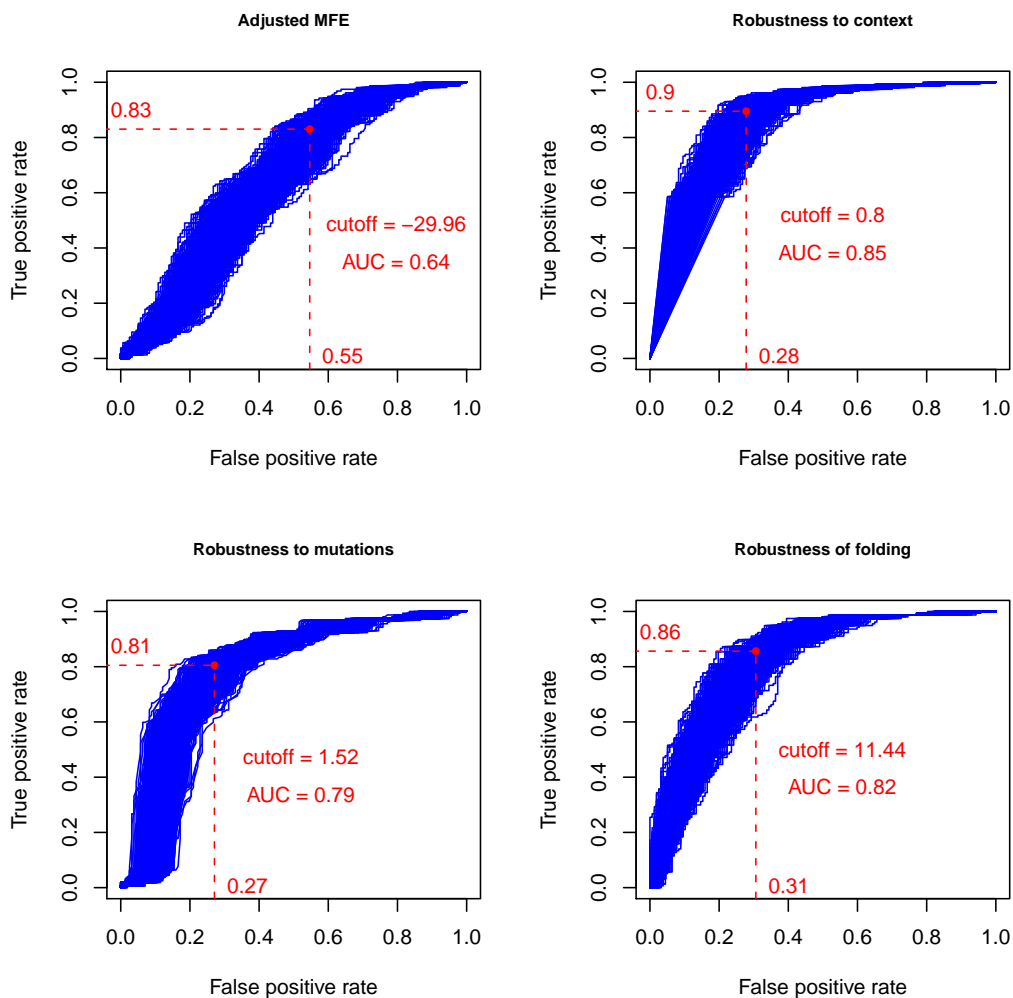 Adjusted MFE
True positive rate
0.0 0.2 0.4 0.6 0.8 1.0
0.83
cutoff = −29.96
AUC = 0.64
0.55
0.0 0.2 0.4 0.6 0.8 1.0
False positive rate
Robustness to context
True positive rate
0.0 0.2 0.4 0.6 0.8 1.0
0.9
cutoff = 0.8
AUC = 0.85
0.28
0.0 0.2 0.4 0.6 0.8 1.0
False positive rate
Robustness to mutations
True positive rate
0.0 0.2 0.4 0.6 0.8 1.0
0.81
cutoff = 1.52
AUC = 0.79
0.27
0.0 0.2 0.4 0.6 0.8 1.0
False positive rate
Robustness of folding
True positive rate
0.0 0.2 0.4 0.6 0.8 1.0
0.86
cutoff = 11.44
AUC = 0.82
0.31
0.0 0.2 0.4 0.6 0.8 1.0
False positive rate